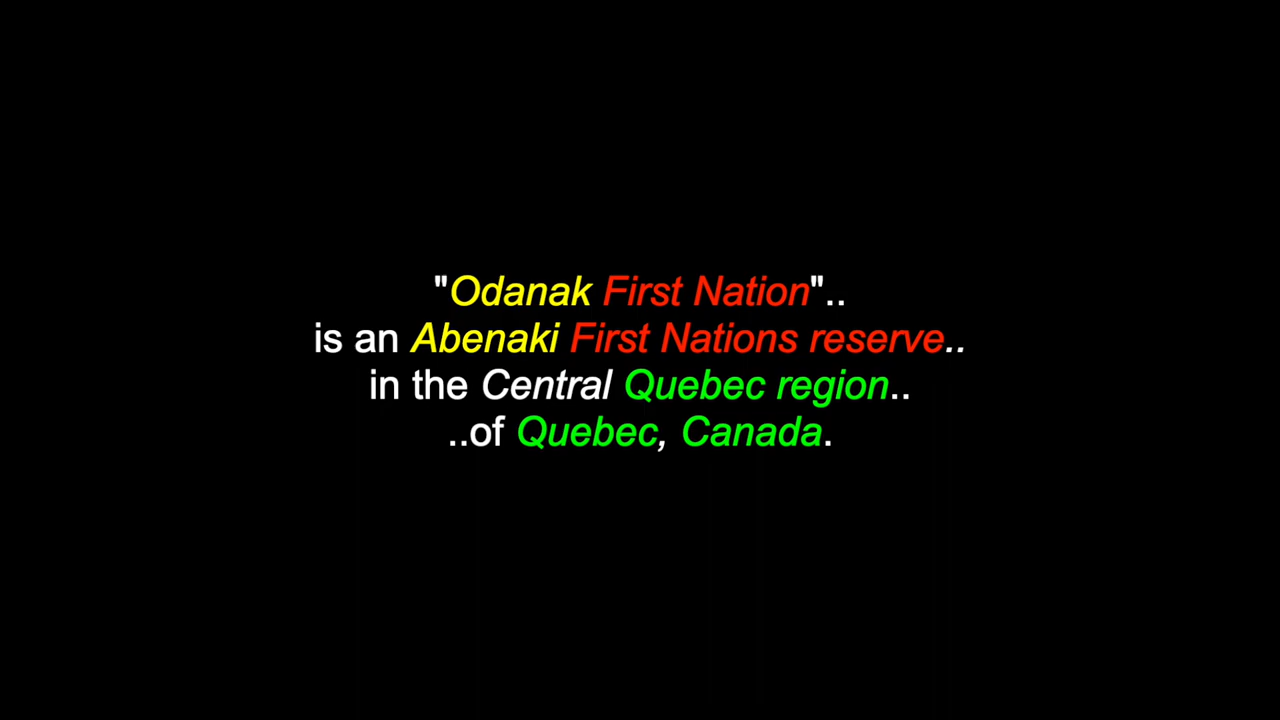 "Odanak First Nation"..
is an Abenaki First Nations reserve..
in the Central Quebec region..
..of Quebec, Canada.